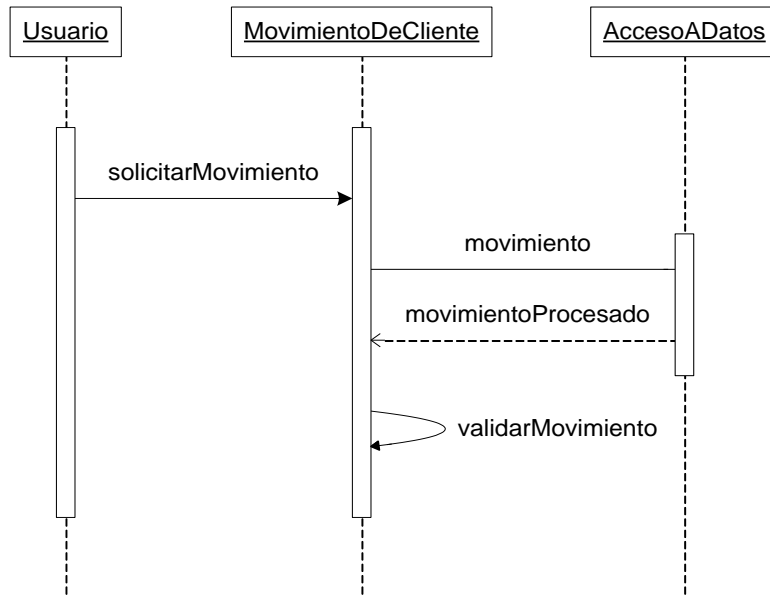 Usuario
MovimientoDeCliente
AccesoADatos
solicitarMovimiento
movimiento
movimientoProcesado
validarMovimiento